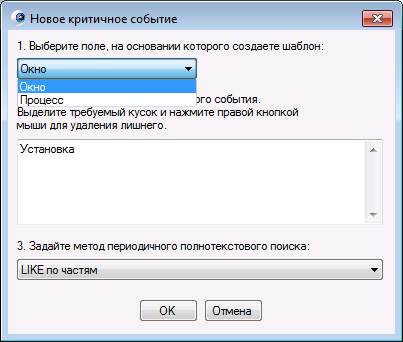 Новое критичное событие
1. Выберите поле, на основании которого создаете шаблон:
Окно
Окно
Процесс
ого события.
Выделите требуемый кусок и нажмите правой кнопкой
мыши для удаления лишнего.
Установка
3. Задайте метод периодичного полнотекстового поиска:
LIKE по частям
OK
Отмена